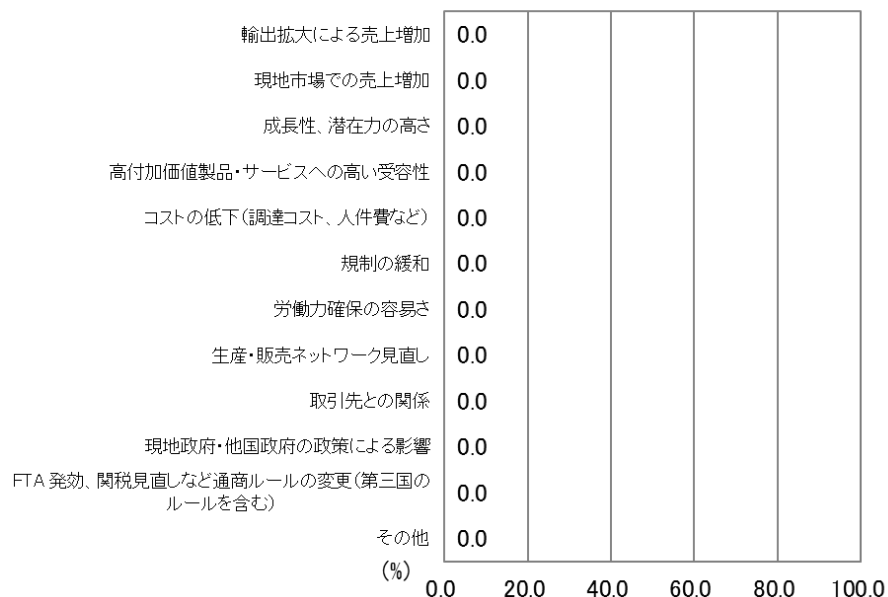 輸出拡大による売上増加 0.0
現地市場での売上増加 0.0
成長性、潜在力の高さ 0.0
高付加価値製品・サービスへの高い受容性 0.0
コストの低下(調達コスト、人件費など) 0.0
規制の緩和 0.0
労働力確保の容易さ 0.0
生産・販売ネットワーク見直し 0.0
取引先との関係 0.0
現地政府・他国政府の政策による影響 0.0
FTA 発効、関税見直しなど通商ルールの変更(第三国の
ルールを含む) 0.0
その他 0.0
(%)
0.0 20.0 40.0 60.0 80.0 100.0